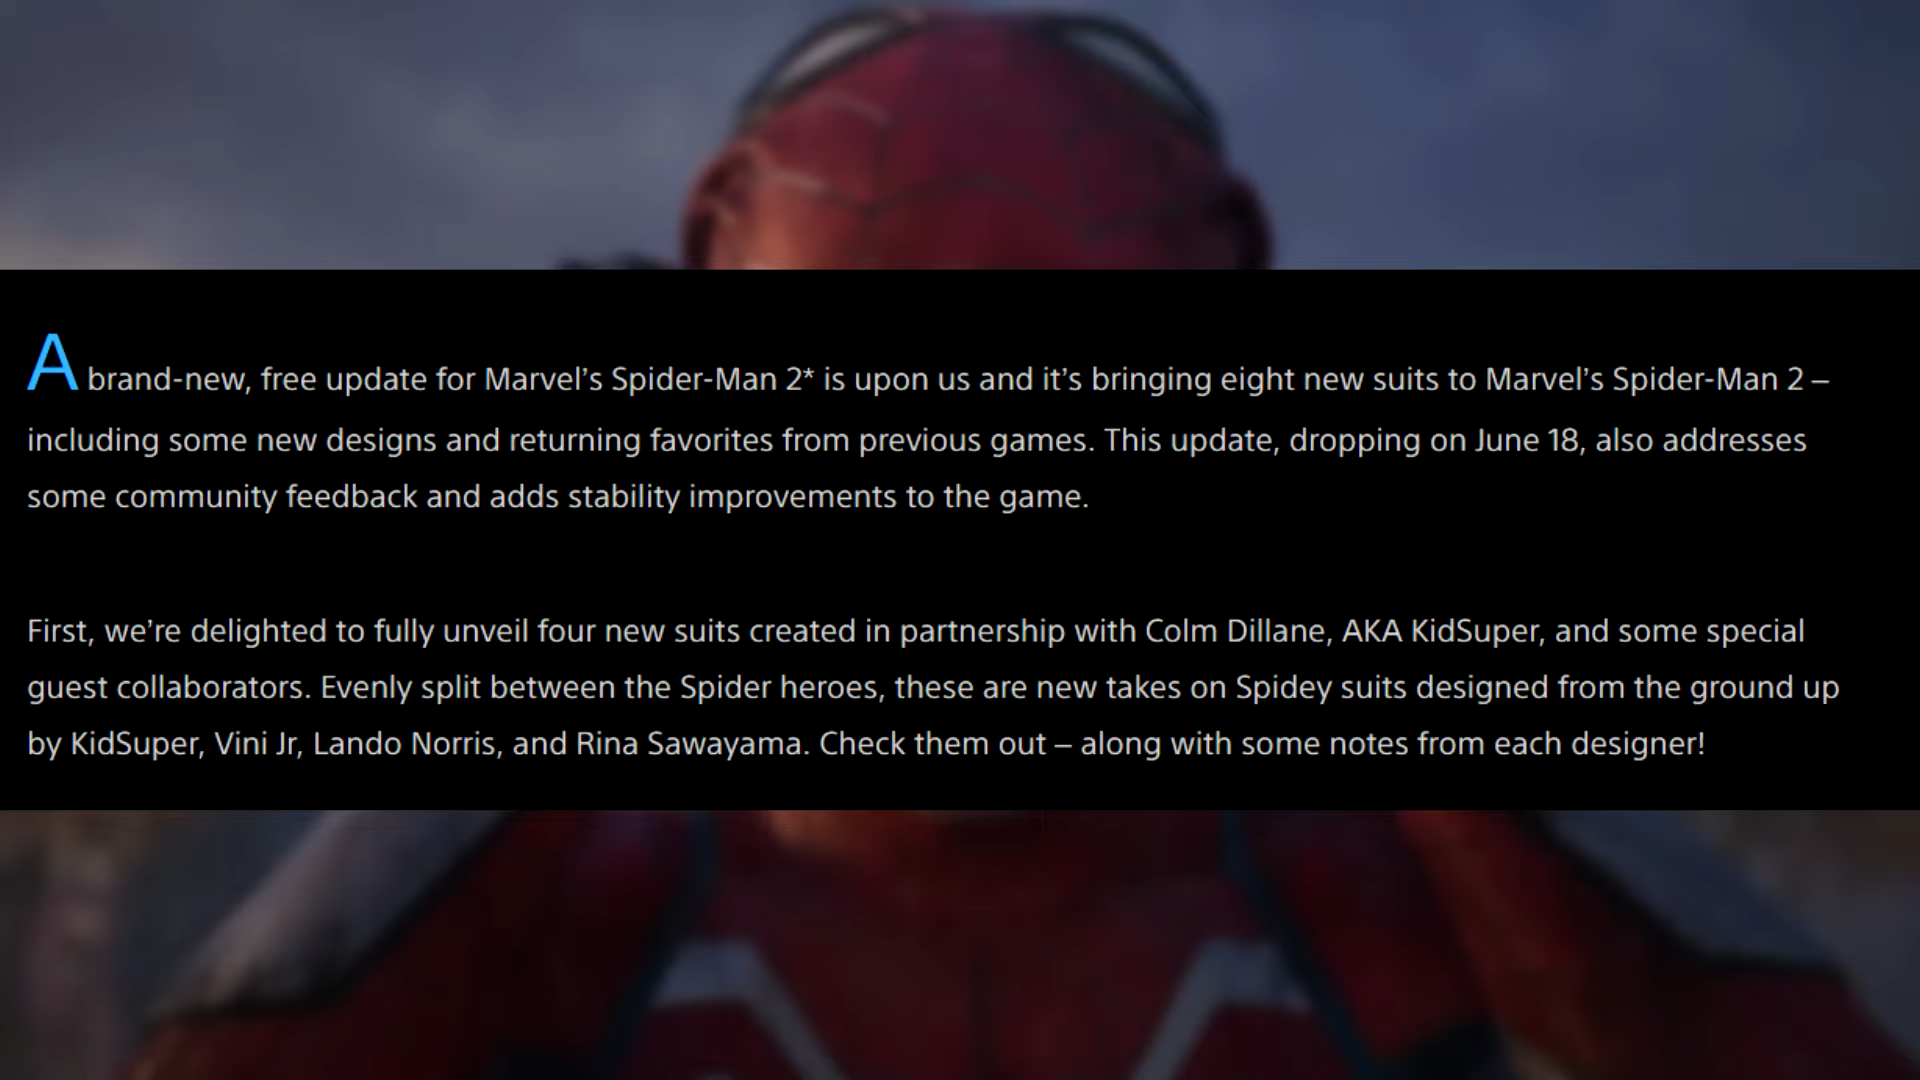 A brand-new, free update for Marvel’s Spider-Man 2* is upon us and it’s bringing eight new suits to Marvel’s Spider-Man 2 –
including some new designs and returning favorites from previous games. This update, dropping on June 18, also addresses
some community feedback and adds stability improvements to the game.
First, we’re delighted to fully unveil four new suits created in partnership with Colm Dillane, AKA KidSuper, and some special
guest collaborators. Evenly split between the Spider heroes, these are new takes on Spidey suits designed from the ground up
by KidSuper, Vini Jr, Lando Norris, and Rina Sawayama. Check them out – along with some notes from each designer!